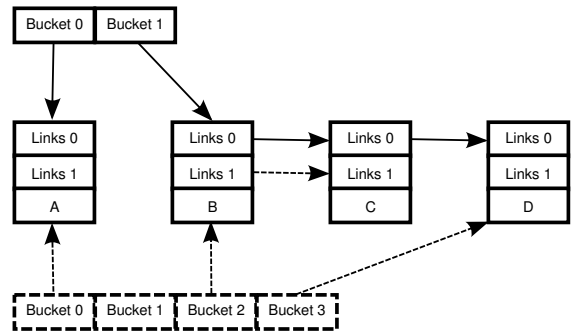 Bucket 0 Bucket 1
Links 0 Links 0 Links 0 Links 0
Links 1 Links 1 Links 1 Links 1
A B C D
Bucket 0 Bucket 1 Bucket 2 Bucket 3